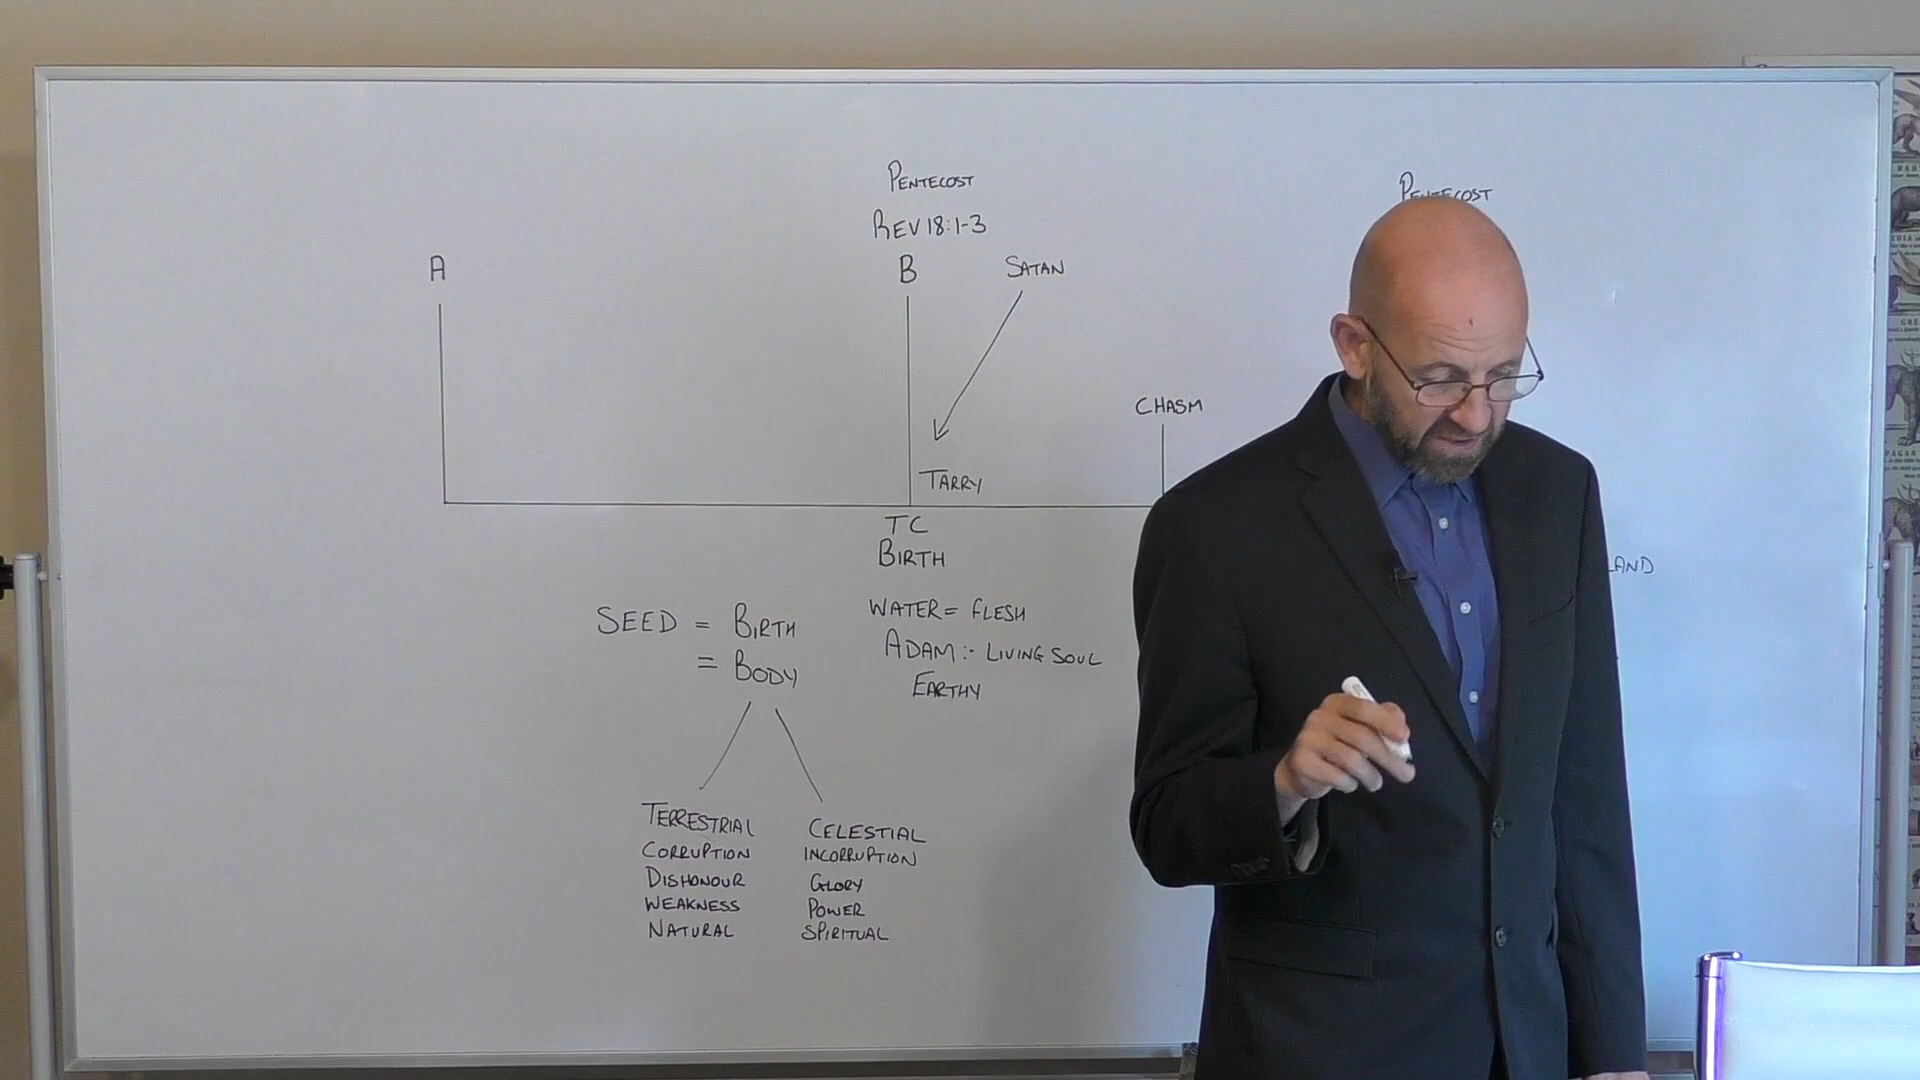 PENTECOST
PENTECOST
REV 18:1-3
A
B
SATAN
CHASM
TARRY
TC
BIRTH
LAND
SEED = BIRTH
= BODY
WATER = FLESH
ADAM :- LIVING SOUL
EARTHY
TERRESTRIAL
CORRUPTION
DISHONOUR
WEAKNESS
NATURAL
CELESTIAL
INCORRUPTION
GLORY
POWER
SPIRITUAL